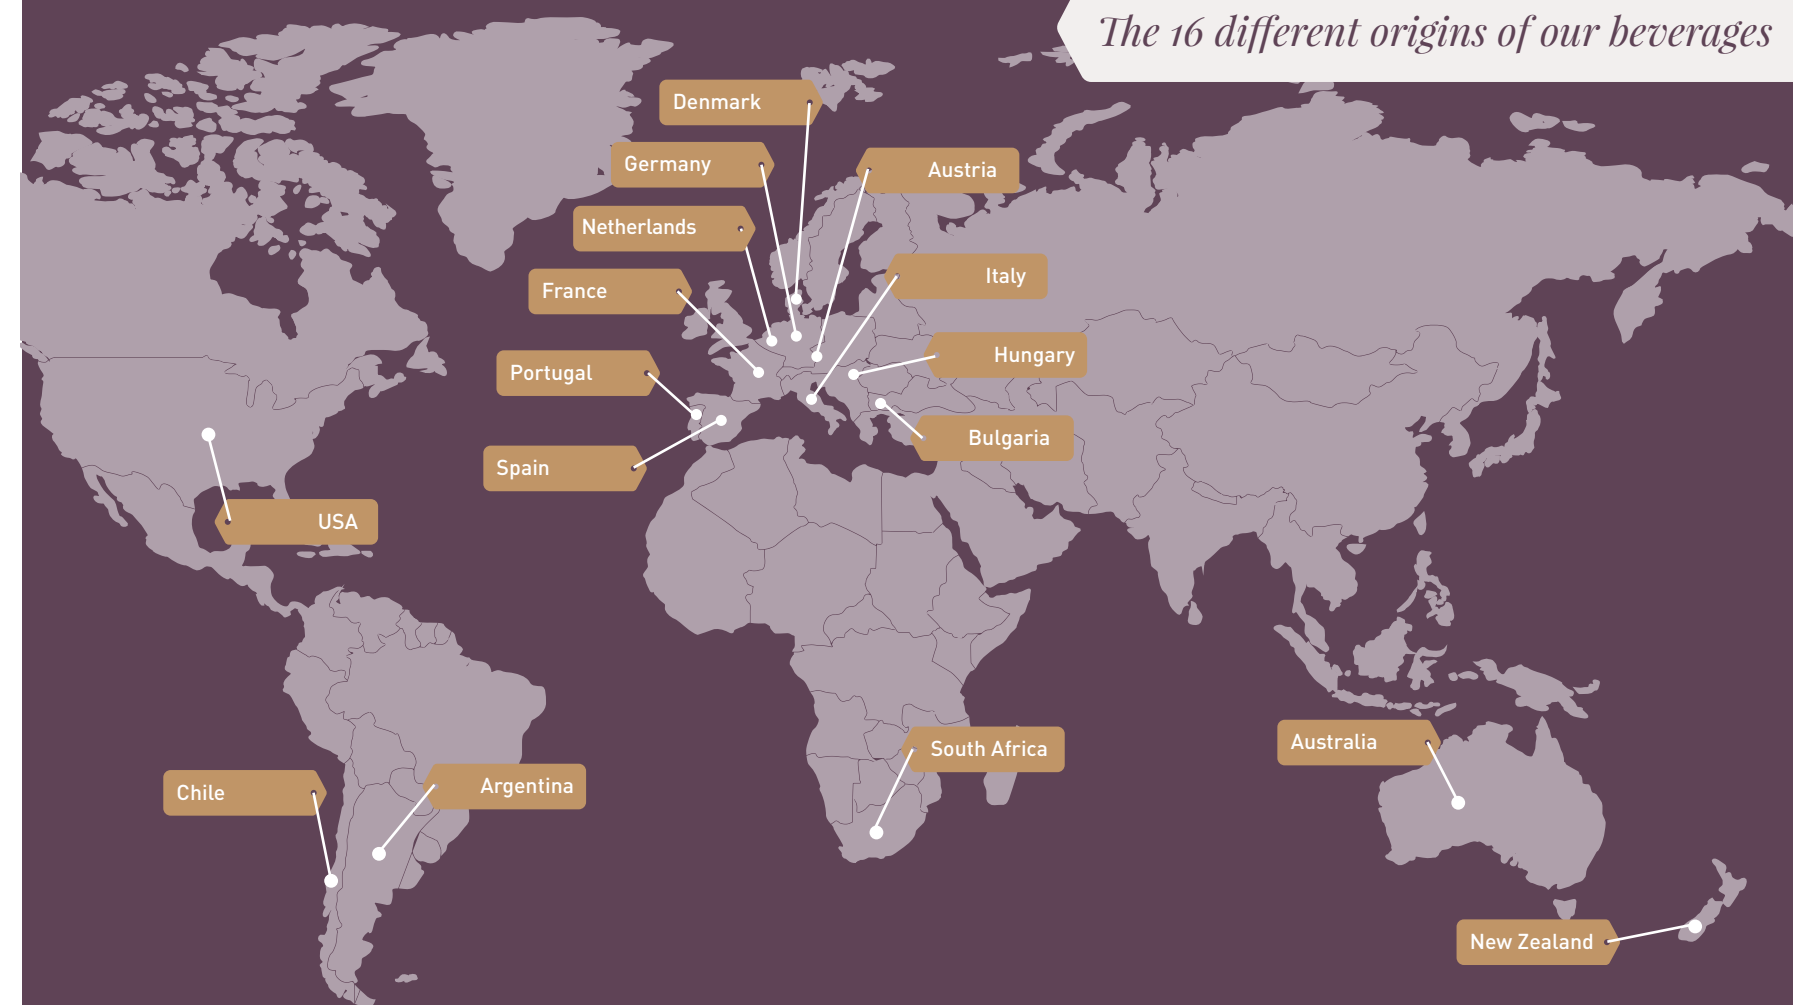 The 16 different origins of our beverages
Denmark
Germany
Austria
Netherlands
Italy
France
Hungary
Portugal
Bulgaria
Spain
USA
South Africa
Australia
Argentina
Chile
New Zealand